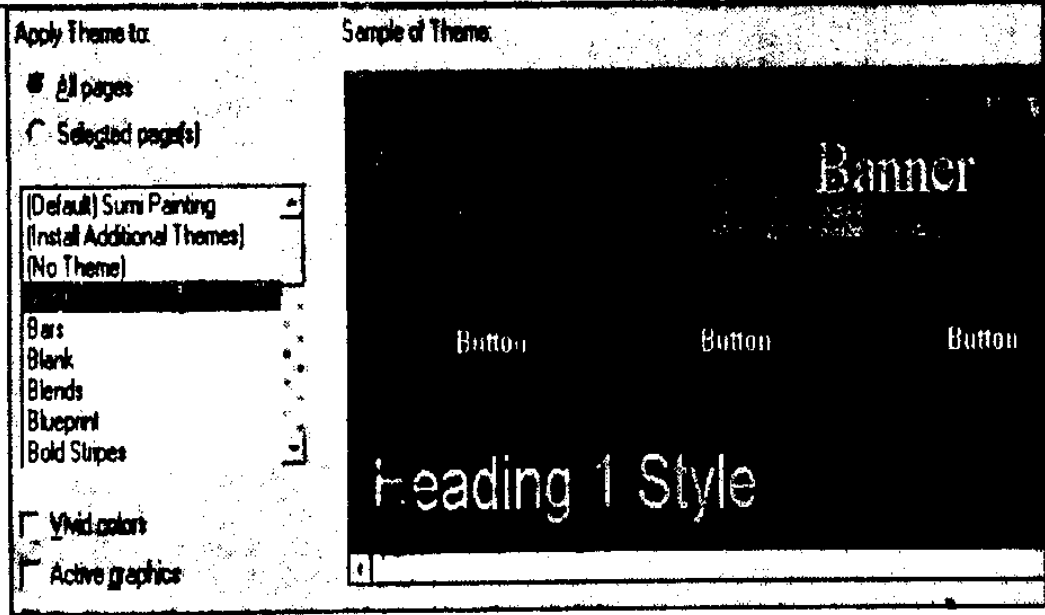 Apply Theme to:
All pages
Selected page(s)
(Default) Sumi Painting
(Install Additional Themes)
(No Theme)
Bars
Blank
Blends
Blueprint
Bold Stripes
Vivid colors
Active graphics
Sample of Theme:
Banner
Button Button Button
Heading 1 Style